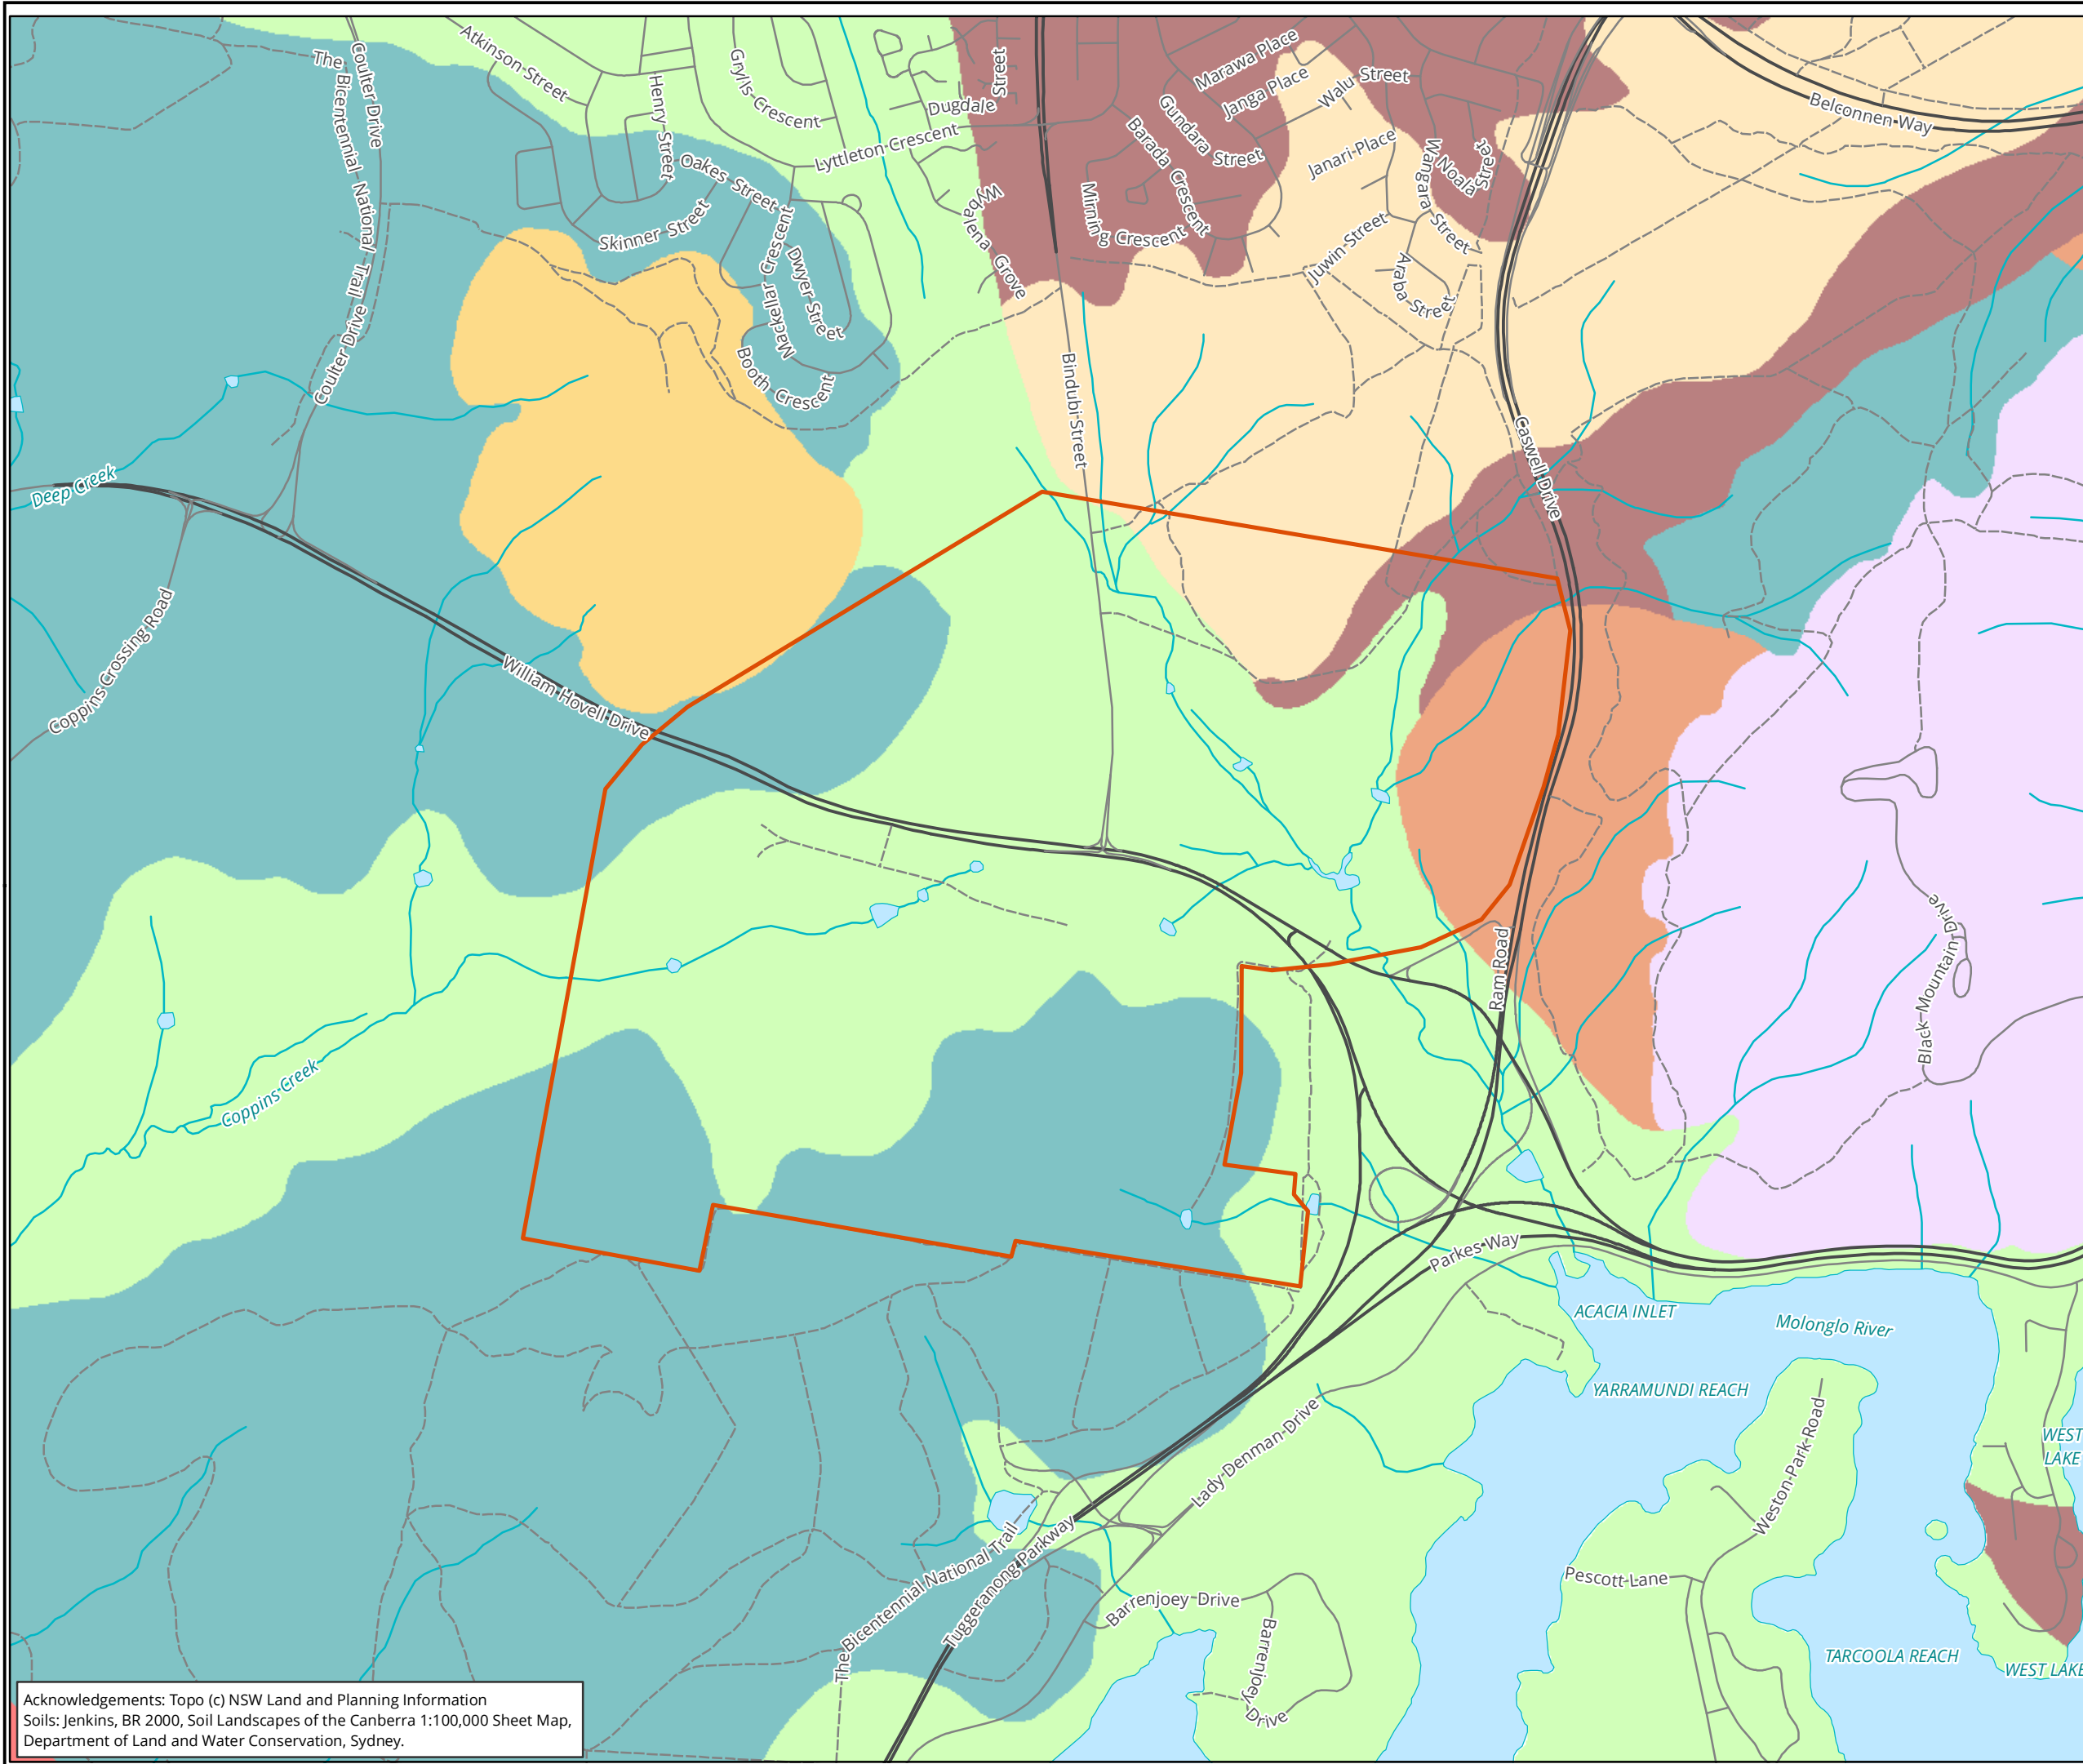 Atkinson Street
The Bicentennial National Trail
Coulter Drive
Henry Street
Grylls Crescent
Dugdale Street
Lyttleton Crescent
Marawa Place
Janga Place
Walu Street
Gundara Street
Barada Crescent
Janari Place
Wangara Street
Noala Street
Belconnen Way
Oakes Street
Skinner Street
Mackellar Crescent
Dwyer Street
Wybalena Grove
Mirning Crescent
Juwin Street
Araba Street
Coulter Drive
Booth Crescent
Bindubi Street
Caswell Drive
Deep Creek
Coppins Crossing Road
William Hovell Drive
Ram Road
Black Mountain Drive
Coppins Creek
Parkes Way
ACACIA INLET
Molonglo River
YARRAMUNDI REACH
Lady Denman Drive
Weston Park Road
WEST
LAKE
The Bicentennial National Trail
Tuggeranong Parkway
Barrenjoey Drive
Barrenjoey Drive
Pescott Lane
TARCOOLA REACH
WEST LAKE
Acknowledgements: Topo (c) NSW Land and Planning Information
Soils: Jenkins, BR 2000, Soil Landscapes of the Canberra 1:100,000 Sheet Map,
Department of Land and Water Conservation, Sydney.